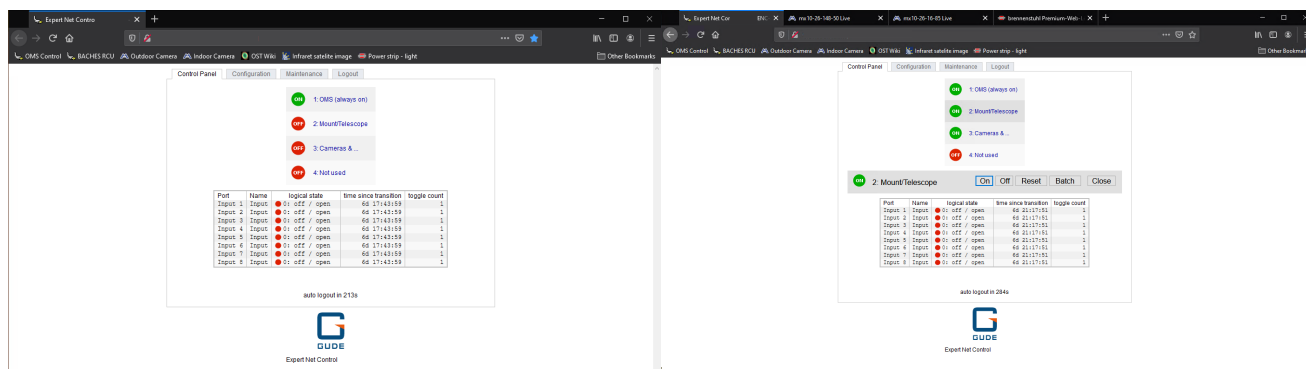 Expert Net Contro
OMS Control BACHES RCU Outdoor Camera Indoor Camera OST Wiki Infraret satelite image Power strip - light Other Bookmarks
Control Panel Configuration Maintenance Logout
ON 1: OMS (always on)
OFF 2: Mount/Telescope
OFF 3: Cameras & ..
OFF 4: Not used
Port Name logical state time since transition toggle count
Input 1 Input 0: off / open 6d 17:43:59 1
Input 2 Input 0: off / open 6d 17:43:59 1
Input 3 Input 0: off / open 6d 17:43:59 1
Input 4 Input 0: off / open 6d 17:43:59 1
Input 5 Input 0: off / open 6d 17:43:59 1
Input 6 Input 0: off / open 6d 17:43:59 1
Input 7 Input 0: off / open 6d 17:43:59 1
Input 8 Input 0: off / open 6d 17:43:59 1
auto logout in 213s
GUDE
Expert Net Control
Expert Net Cor mx10-26-148-50 Live mx10-26-16-85 Live brennenstuhl Premium-Web-
OMS Control BACHES RCU Outdoor Camera Indoor Camera OST Wiki Infraret satelite image Power strip - light Other Bookmarks
Control Panel Configuration Maintenance Logout
ON 1: OMS (always on)
ON 2: Mount/Telescope
ON 3: Cameras & ..
OFF 4: Not used
ON 2: Mount/Telescope On Off Reset Batch Close
Port Name logical state time since transition toggle count
Input 1 Input 0: off / open 6d 21:17:51 1
Input 2 Input 0: off / open 6d 21:17:51 1
Input 3 Input 0: off / open 6d 21:17:51 1
Input 4 Input 0: off / open 6d 21:17:51 1
Input 5 Input 0: off / open 6d 21:17:51 1
Input 6 Input 0: off / open 6d 21:17:51 1
Input 7 Input 0: off / open 6d 21:17:51 1
Input 8 Input 0: off / open 6d 21:17:51 1
auto logout in 284s
GUDE
Expert Net Control